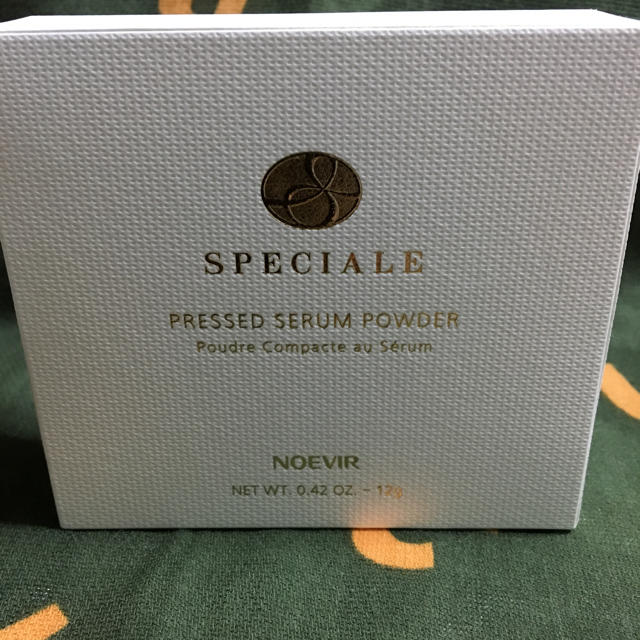 SPECIALE
PRESSED SERUM POWDER
Poudre Compacte au Sérum
NOEVIR
NET WT. 0.42 OZ. - 12g